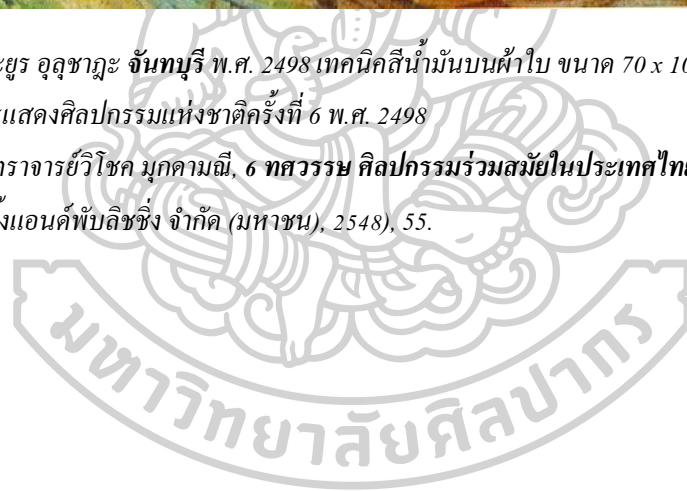 ะยูร อุลุชาฎะ จันทบุรี พ.ศ. 2498 เทคนิคสีน้ำมันบนผ้าใบ ขนาด 70 x 10
ะแสดงศิลปกรรมแห่งชาติครั้งที่ 6 พ.ศ. 2498
ตราจารย์วิโชค มุกดามณี, 6 ทศวรรษ ศิลปกรรมร่วมสมัยในประเทศไทย
ิ้งแอนด์พับลิชชิ่ง จำกัด (มหาชน), 2548), 55.
มหาวิทยาลัยศิลปากร